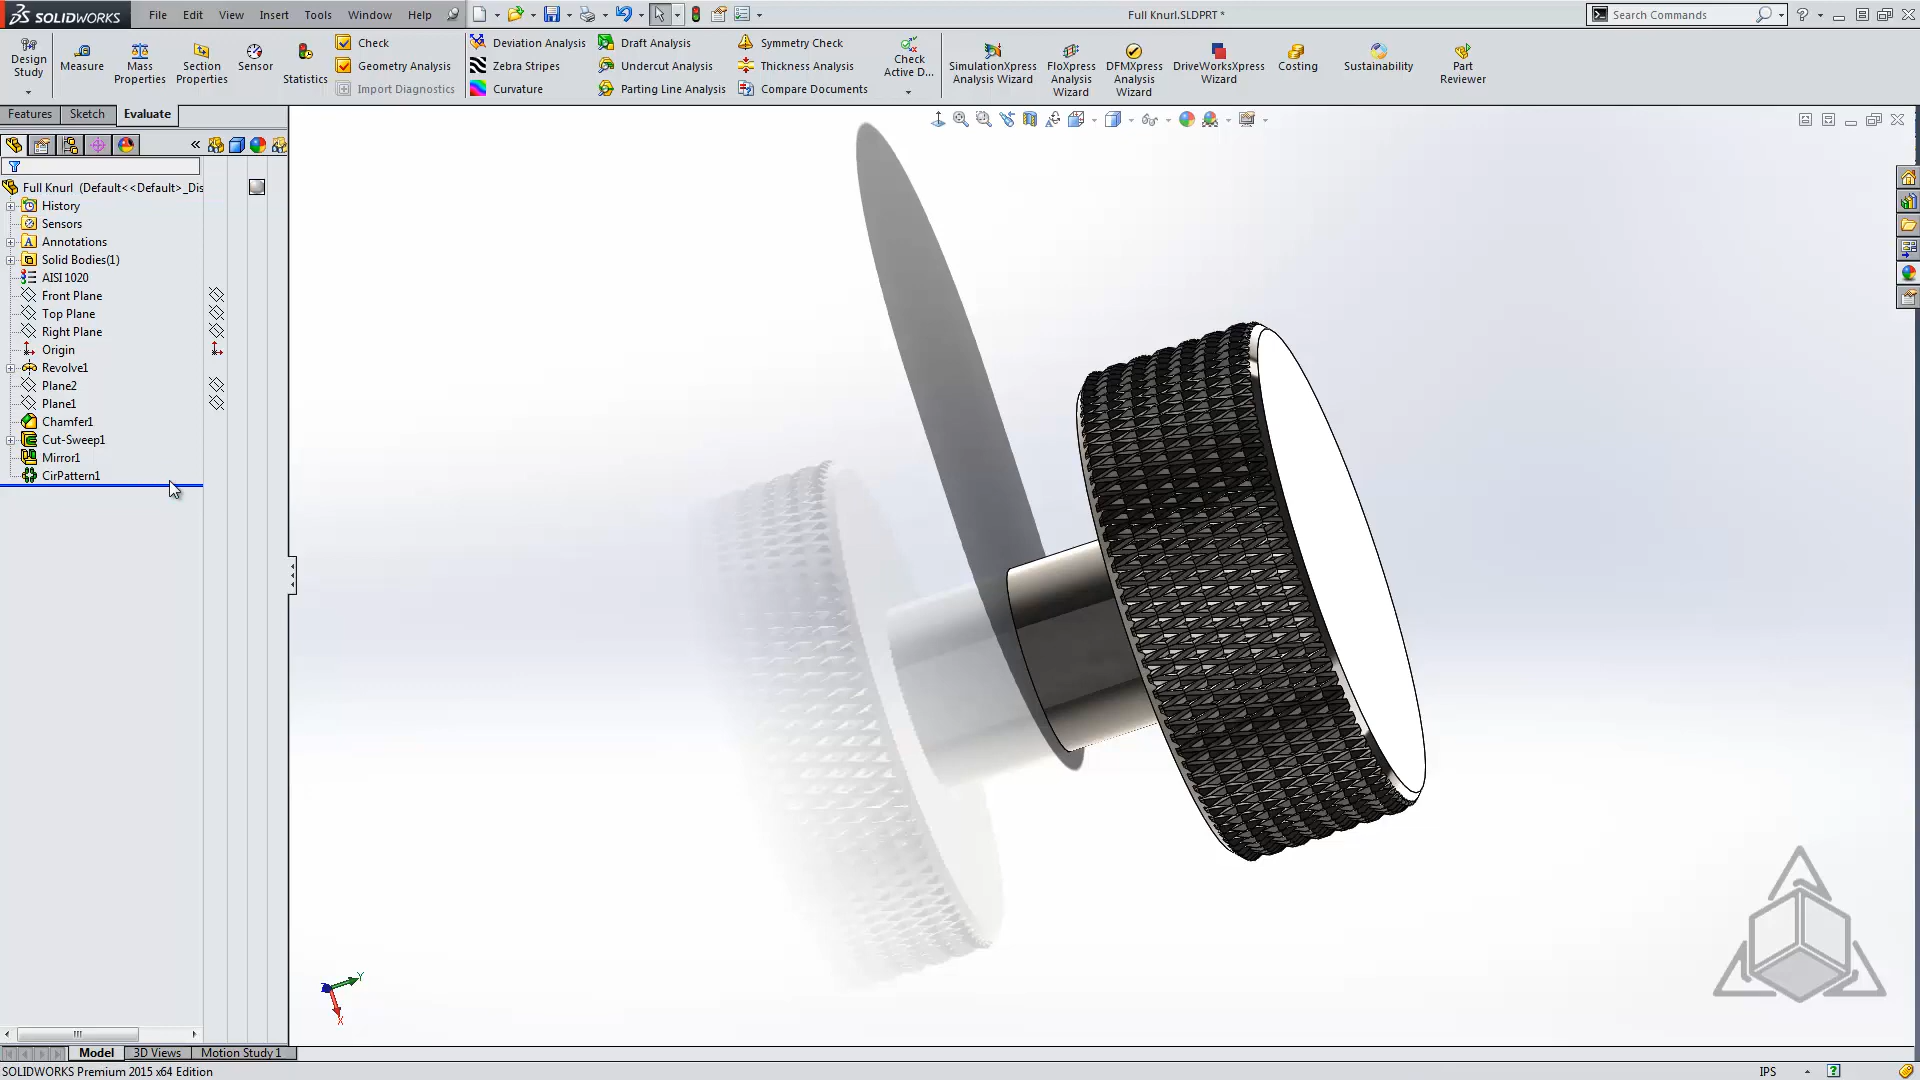 SOLIDWORKS File Edit View Insert Tools Window Help Full Knurl.SLDPRT * Search Commands
Design Study
Measure
Mass Properties
Section Properties
Sensor
Statistics
Check
Geometry Analysis
Import Diagnostics
Deviation Analysis
Zebra Stripes
Curvature
Draft Analysis
Undercut Analysis
Parting Line Analysis
Symmetry Check
Thickness Analysis
Compare Documents
Check Active D...
SimulationXpress Analysis Wizard
FloXpress Analysis Wizard
DFMXpress Analysis Wizard
DriveWorksXpress Wizard
Costing
Sustainability
Part Reviewer
Features Sketch Evaluate
Full Knurl (Default<<Default>_Dis
History
Sensors
Annotations
Solid Bodies(1)
AISI 1020
Front Plane
Top Plane
Right Plane
Origin
Revolve1
Plane2
Plane1
Chamfer1
Cut-Sweep1
Mirror1
CirPattern1
Y
Z
X
Model 3D Views Motion Study 1
SOLIDWORKS Premium 2015 x64 Edition IPS